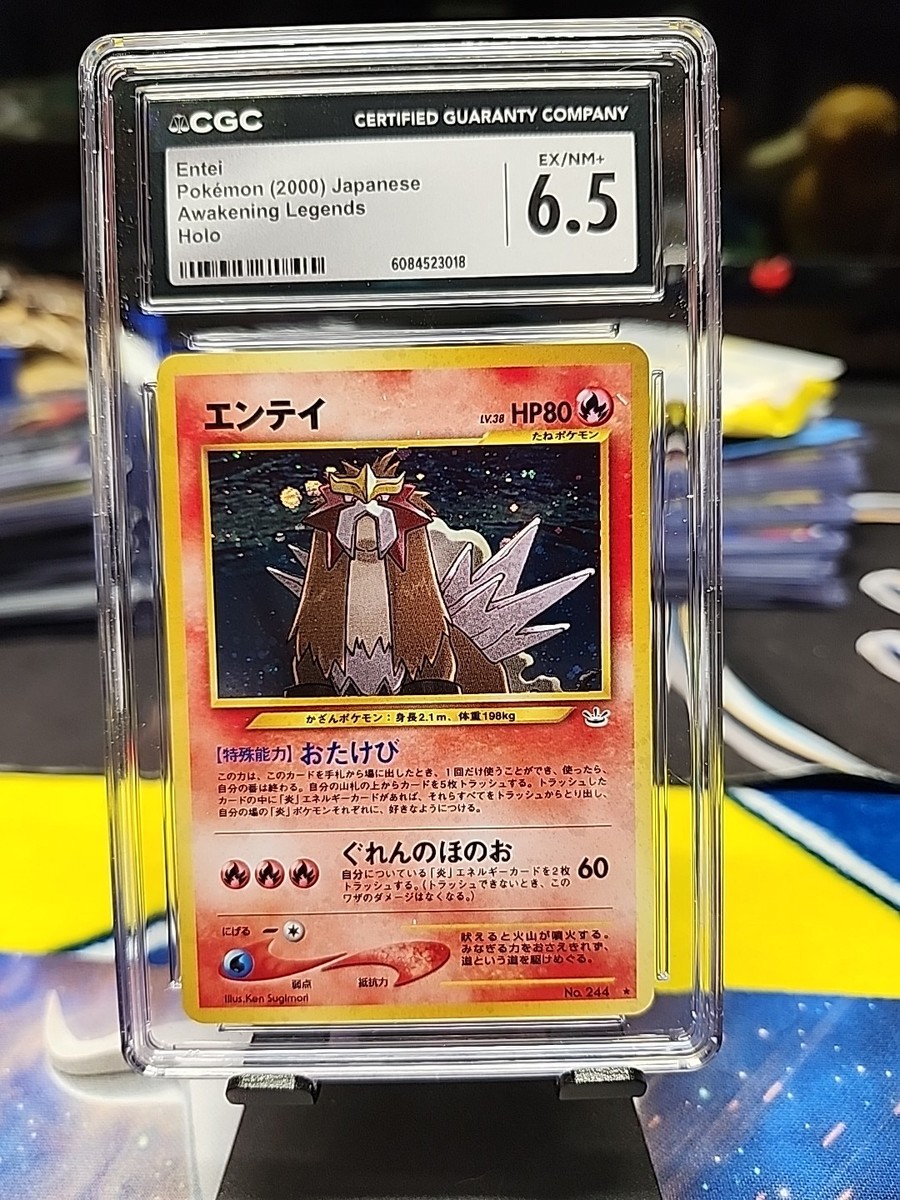 CGC
CERTIFIED GUARANTY COMPANY
Entei
Pokémon (2000) Japanese
Awakening Legends
Holo
EX/NM+
6.5
6084523018
エンテイ
LV.38 HP80
たねポケモン
かざんポケモン：身長2.1m、体重198kg
【特殊能力】おたけび
この力は、このカードを手札から場に出したとき、1回だけ使うことができ、使ったら、
自分の番は終わる。自分の山札の上からカードを5枚トラッシュする。トラッシュした
カードの中に「炎」エネルギーカードがあれば、それらすべてをトラッシュからとり出し、
自分の場の「炎」ポケモンそれぞれに、好きなようにつける。
ぐれんのほのお
自分についている「炎」エネルギーカードを2枚
トラッシュする。（トラッシュできないとき、この
ワザのダメージはなくなる。）
60
にげる
弱点
抵抗力
吠えると火山が噴火する。
みなぎる力をおさえきれず、
道という道を駆けめぐる。
Illus.Ken Sugimori
No.244 ★